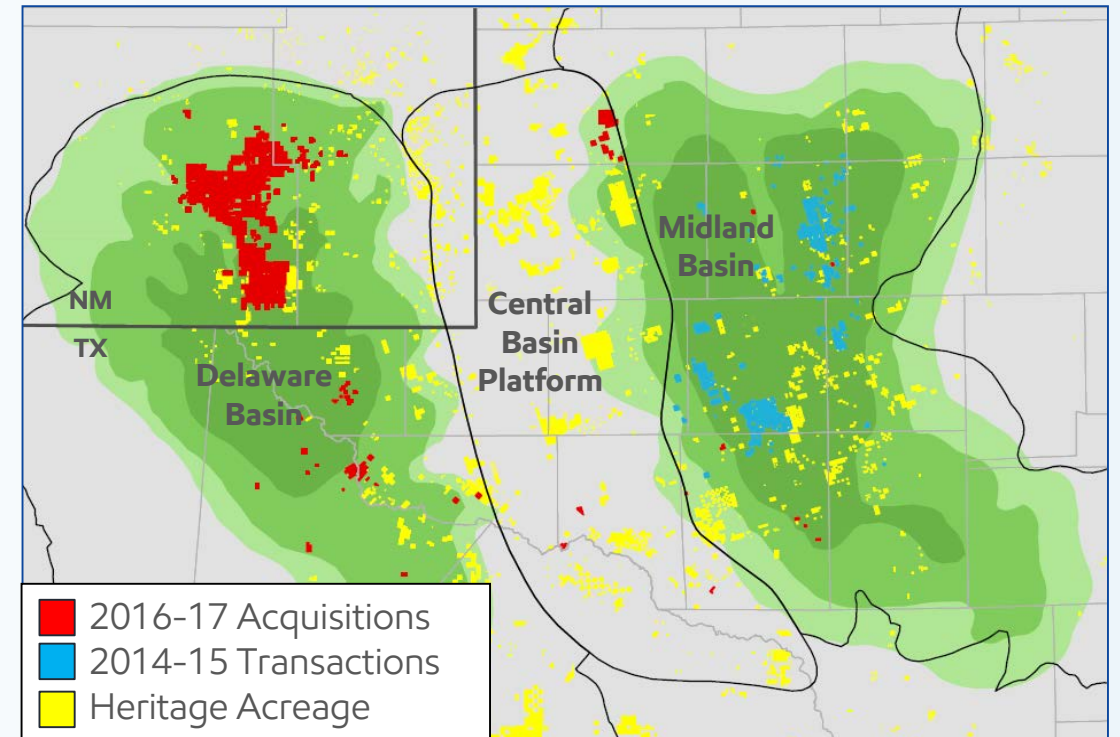 Midland
Basin
NM
TX
Central
Basin
Platform
Delaware
Basin
2016-17 Acquisitions
2014-15 Transactions
Heritage Acreage